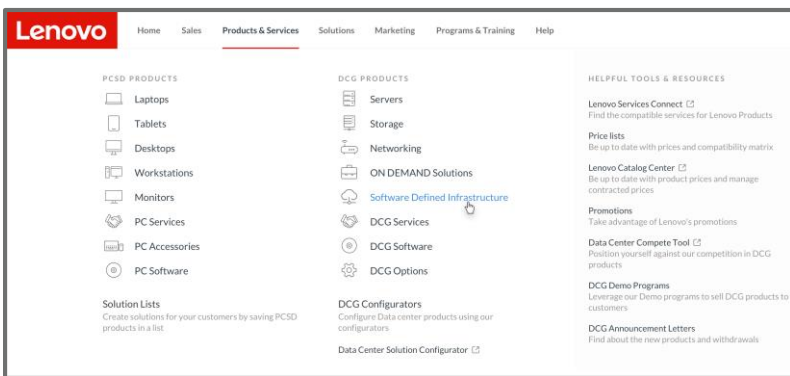 Lenovo
Home Sales Products & Services Solutions Marketing Programs & Training Help
PCSD PRODUCTS
Laptops
Tablets
Desktops
Workstations
Monitors
PC Services
PC Accessories
PC Software
Solution Lists
Create solutions for your customers by saving PCSD
products in a list
DCG PRODUCTS
Servers
Storage
Networking
ON DEMAND Solutions
Software Defined Infrastructure
DCG Services
DCG Software
DCG Options
DCG Configurators
Configure Data center products using our
configurators
Data Center Solution Configurator
HELPFUL TOOLS & RESOURCES
Lenovo Services Connect
Find the compatible services for Lenovo Products
Price lists
Be up to date with prices and compatibility matrix
Lenovo Catalog Center
Be up to date with product prices and manage
contracted prices
Promotions
Take advantage of Lenovo's promotions
Data Center Compete Tool
Position yourself against our competition in DCG
products
DCG Demo Programs
Leverage our Demo programs to sell DCG products to
customers
DCG Announcement Letters
Find about the new products and withdrawals